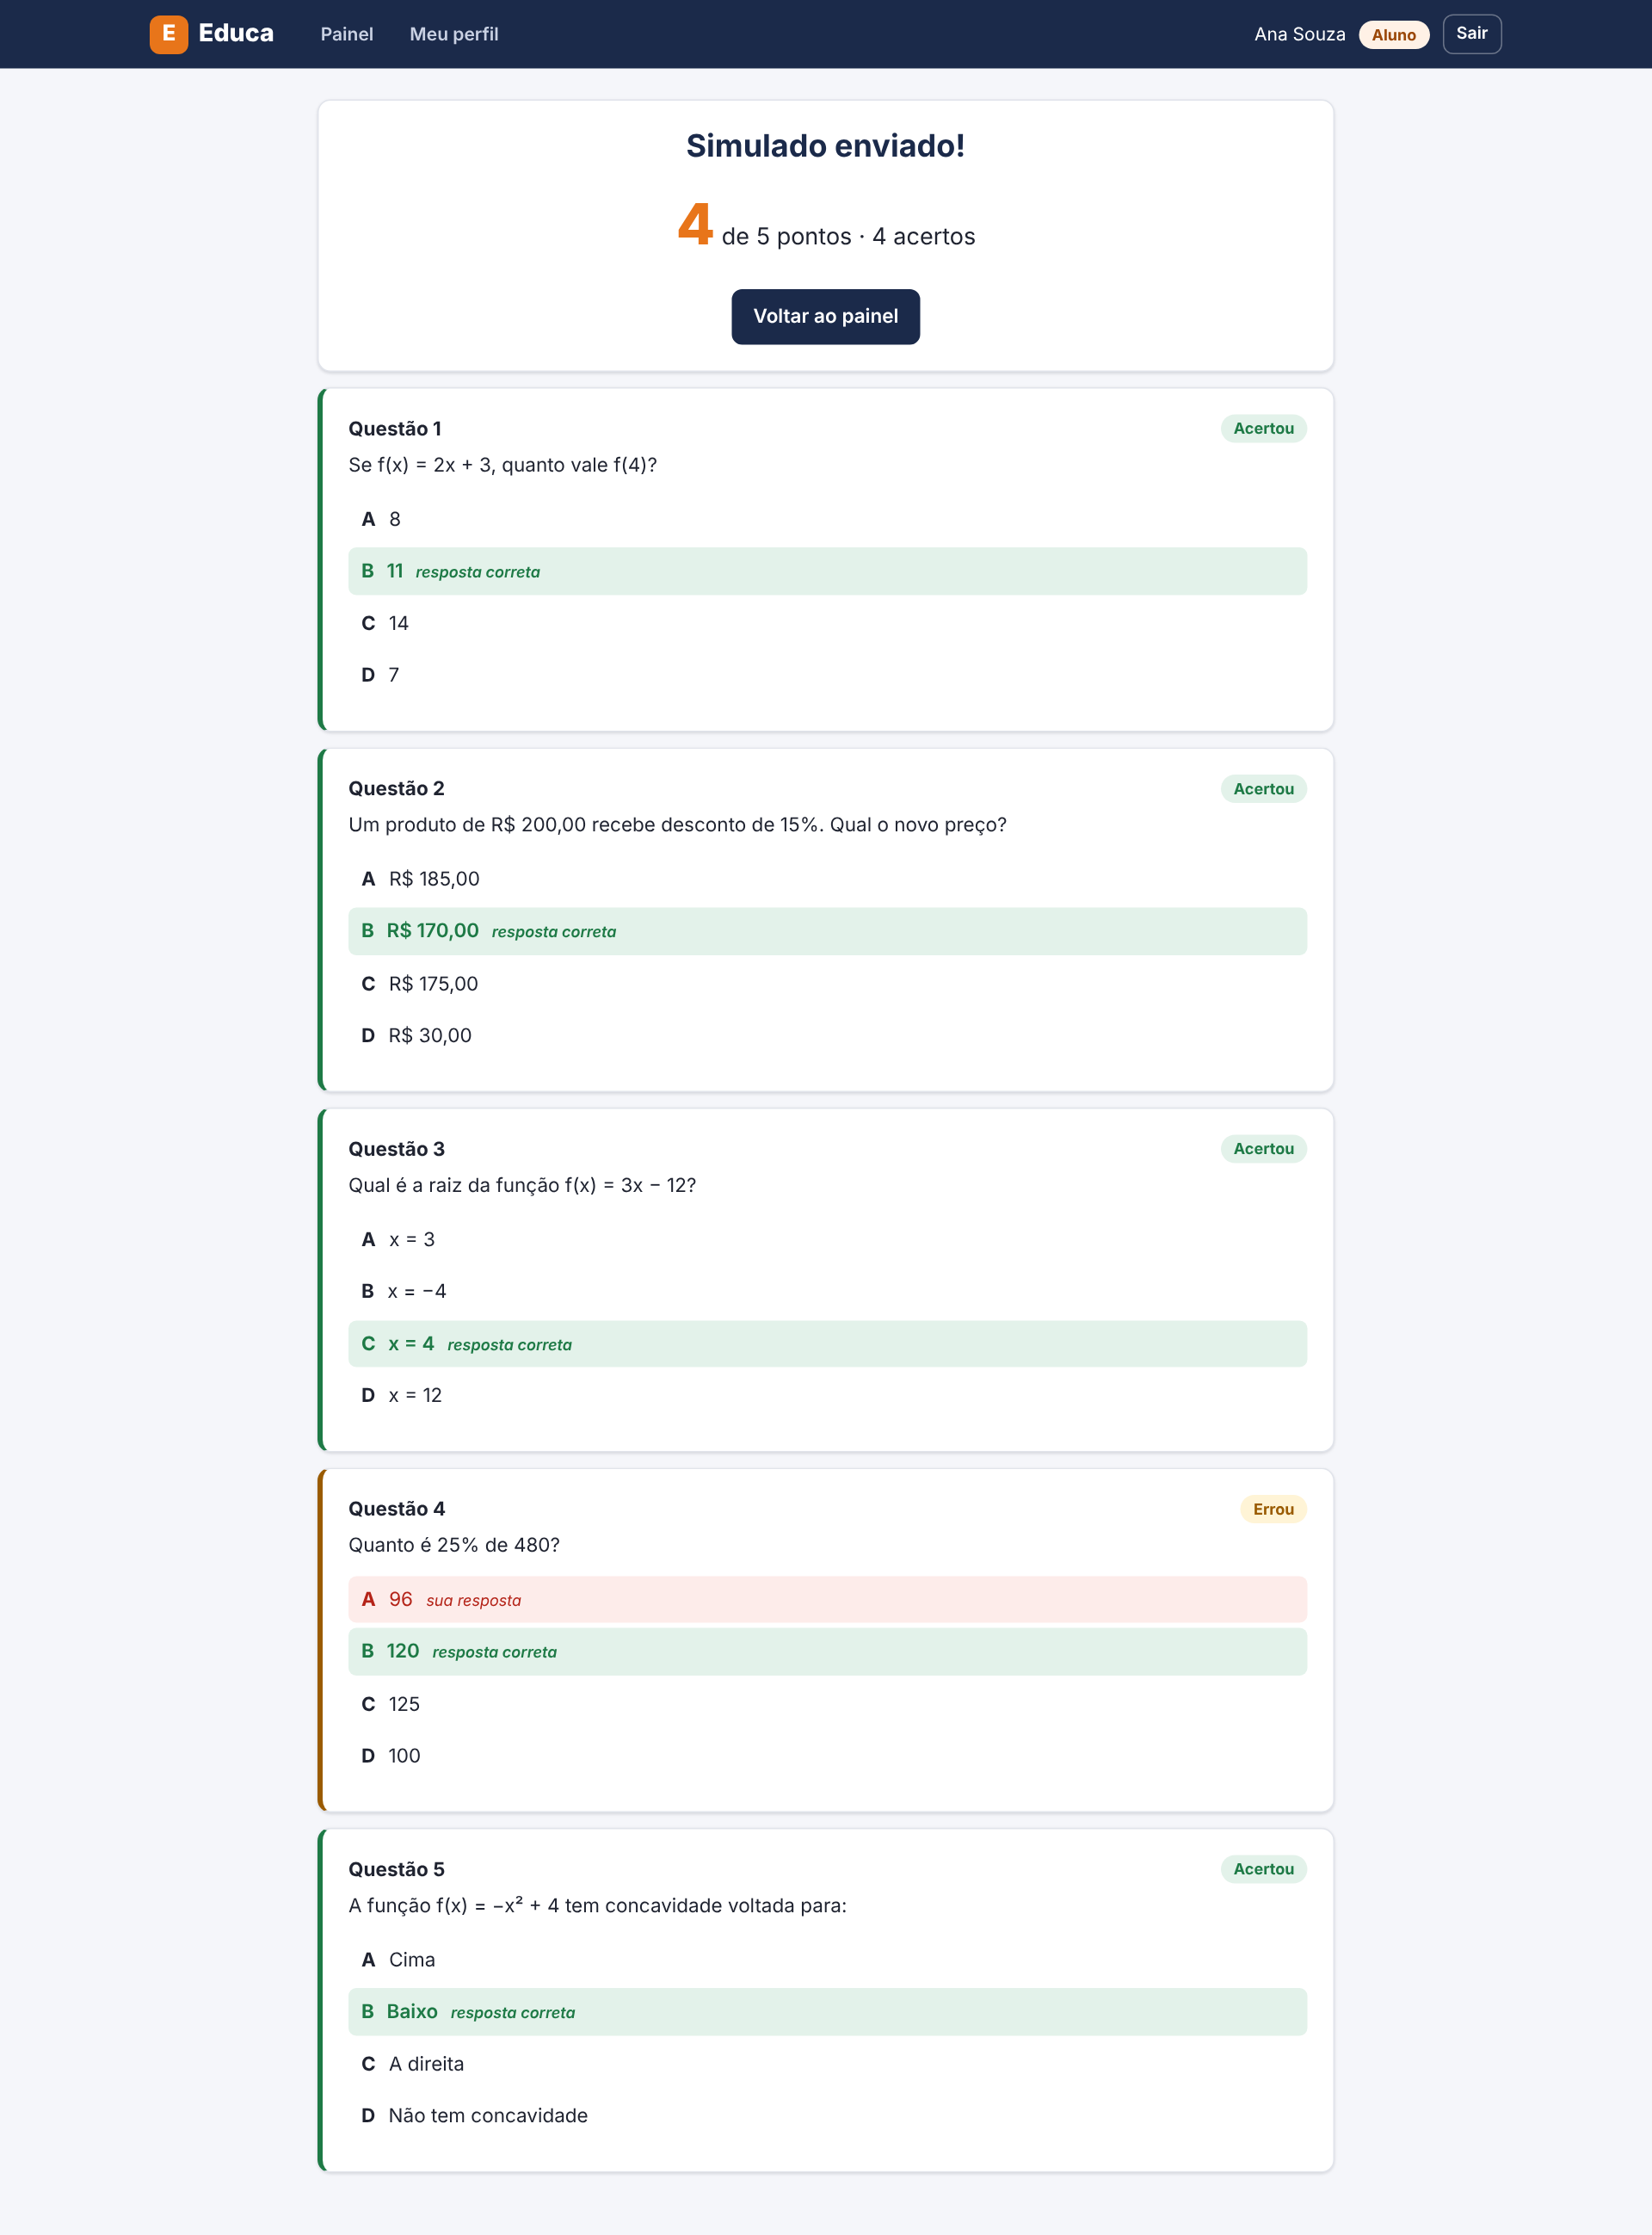 E Educa Painel Meu perfil Ana Souza Aluno Sair
Simulado enviado!
4 de 5 pontos · 4 acertos
Voltar ao painel
Questão 1 Acertou
Se f(x) = 2x + 3, quanto vale f(4)?
A 8
B 11 resposta correta
C 14
D 7
Questão 2 Acertou
Um produto de R$ 200,00 recebe desconto de 15%. Qual o novo preço?
A R$ 185,00
B R$ 170,00 resposta correta
C R$ 175,00
D R$ 30,00
Questão 3 Acertou
Qual é a raiz da função f(x) = 3x − 12?
A x = 3
B x = −4
C x = 4 resposta correta
D x = 12
Questão 4 Errou
Quanto é 25% de 480?
A 96 sua resposta
B 120 resposta correta
C 125
D 100
Questão 5 Acertou
A função f(x) = −x² + 4 tem concavidade voltada para:
A Cima
B Baixo resposta correta
C A direita
D Não tem concavidade